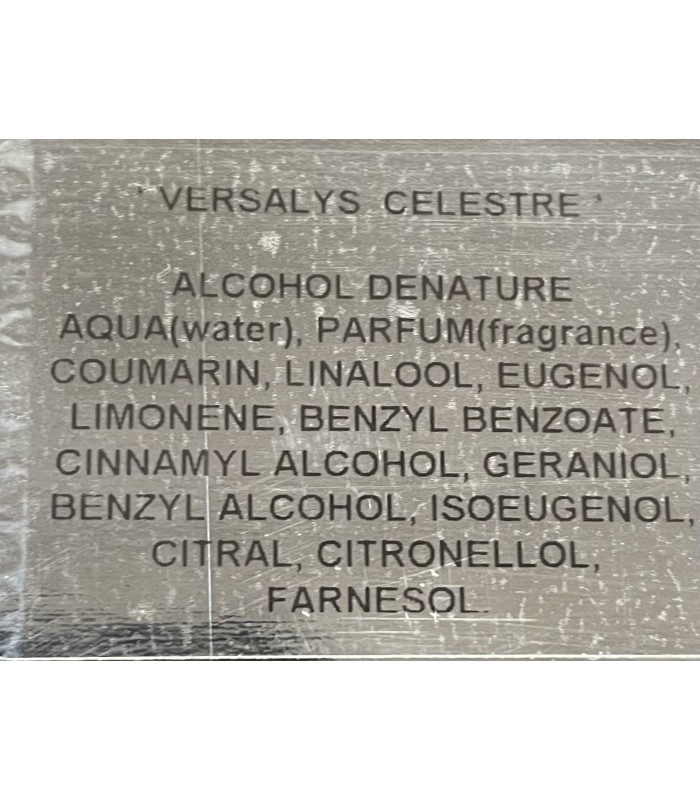 ' VERSALYS CELESTRE '
ALCOHOL DENATURE
AQUA(water), PARFUM(fragrance),
COUMARIN, LINALOOL, EUGENOL,
LIMONENE, BENZYL BENZOATE,
CINNAMYL ALCOHOL, GERANIOL,
BENZYL ALCOHOL, ISOEUGENOL,
CITRAL, CITRONELLOL,
FARNESOL.